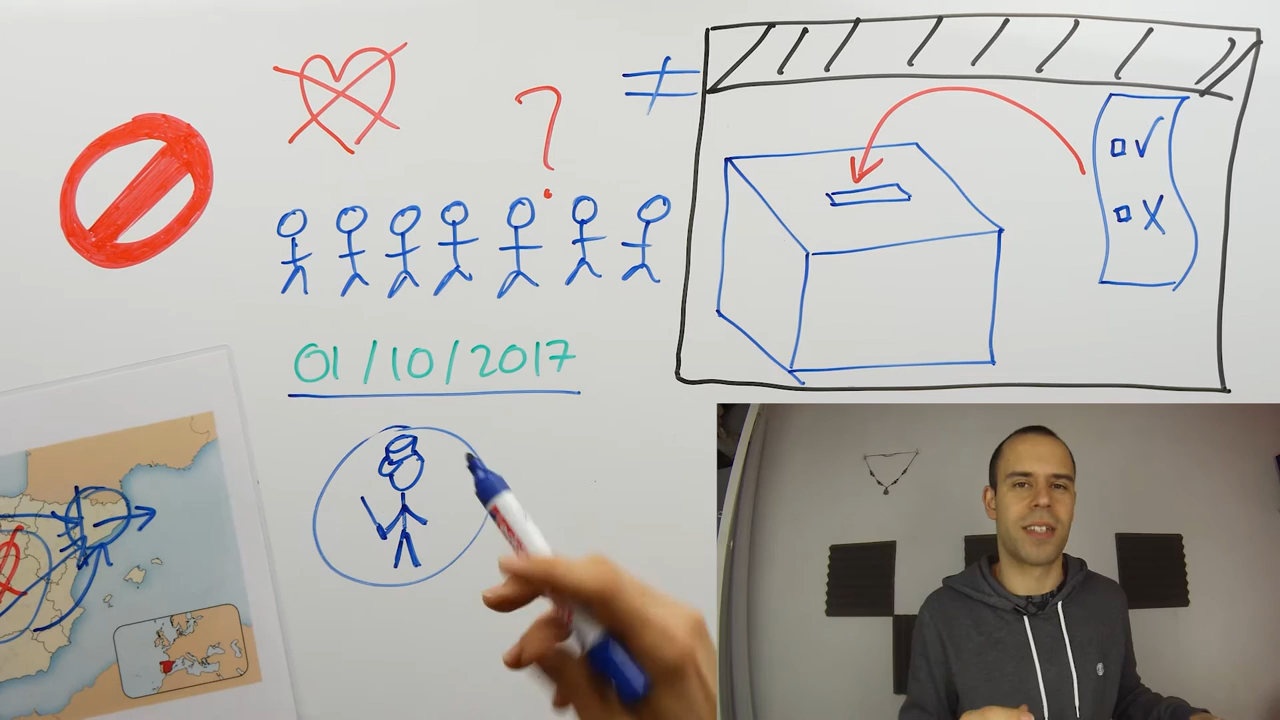 ?
≠
✓
X
01/10/2017